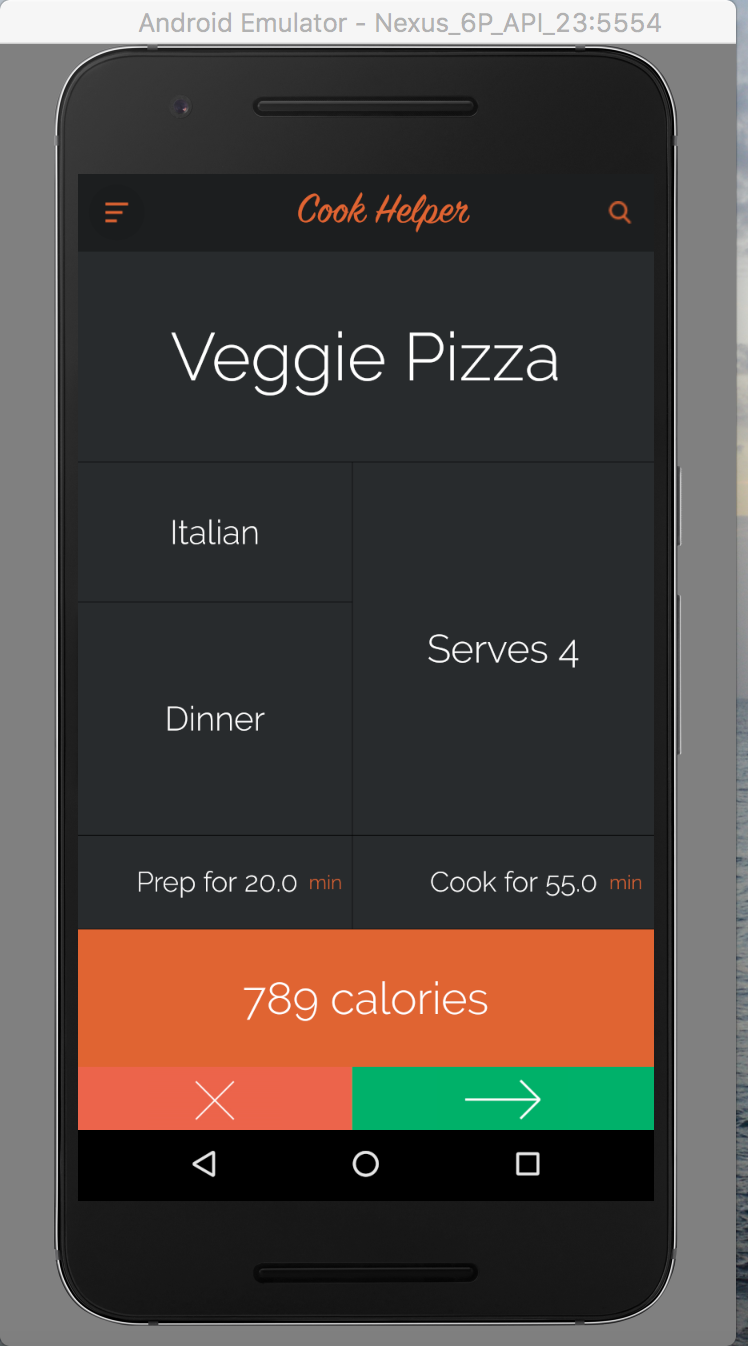 Android Emulator - Nexus_6P_API_23:5554
Cook Helper
Veggie Pizza
Italian
Serves 4
Dinner
Prep for 20.0 min
Cook for 55.0 min
789 calories